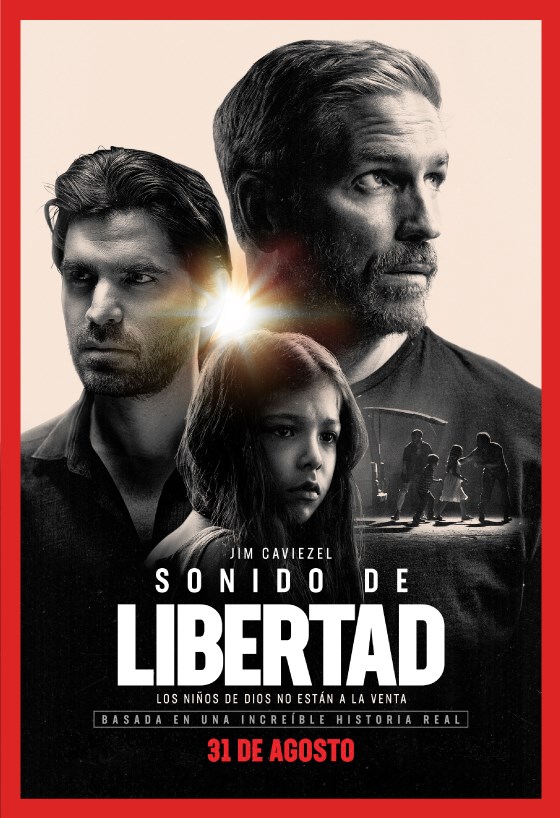 JIM CAVIEZEL
SONIDO DE
LIBERTAD
LOS NIÑOS DE DIOS NO ESTÁN A LA VENTA
BASADA EN UNA INCREÍBLE HISTORIA REAL
31 DE AGOSTO